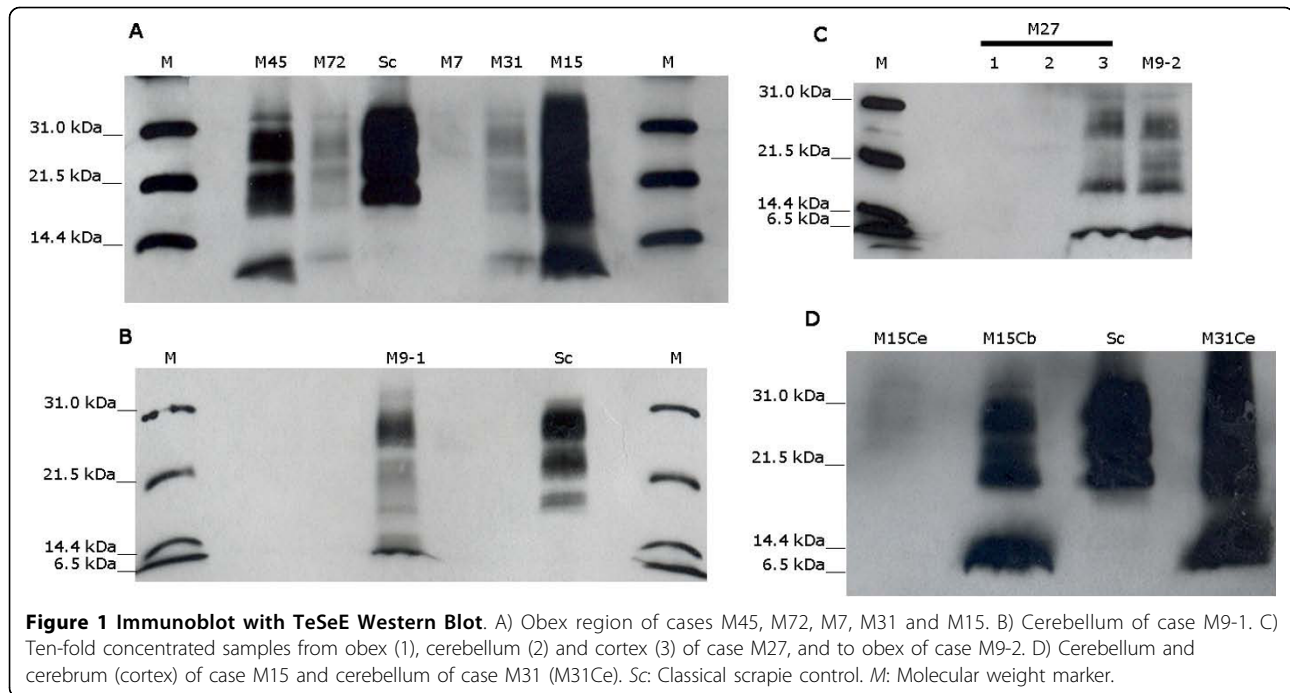 A
M M45 M72 Sc M7 M31 M15 M
31.0 kDa
21.5 kDa
14.4 kDa
B
M M9-1 Sc M
31.0 kDa
21.5 kDa
14.4 kDa
6.5 kDa
C
M27
M 1 2 3 M9-2
31.0 kDa
21.5 kDa
14.4 kDa
6.5 kDa
D
M15Ce M15Cb Sc M31Ce
31.0 kDa
21.5 kDa
14.4 kDa
6.5 kDa
Figure 1 Immunoblot with TeSeE Western Blot. A) Obex region of cases M45, M72, M7, M31 and M15. B) Cerebellum of case M9-1. C)
Ten-fold concentrated samples from obex (1), cerebellum (2) and cortex (3) of case M27, and to obex of case M9-2. D) Cerebellum and
cerebrum (cortex) of case M15 and cerebellum of case M31 (M31Ce). Sc: Classical scrapie control. M: Molecular weight marker.